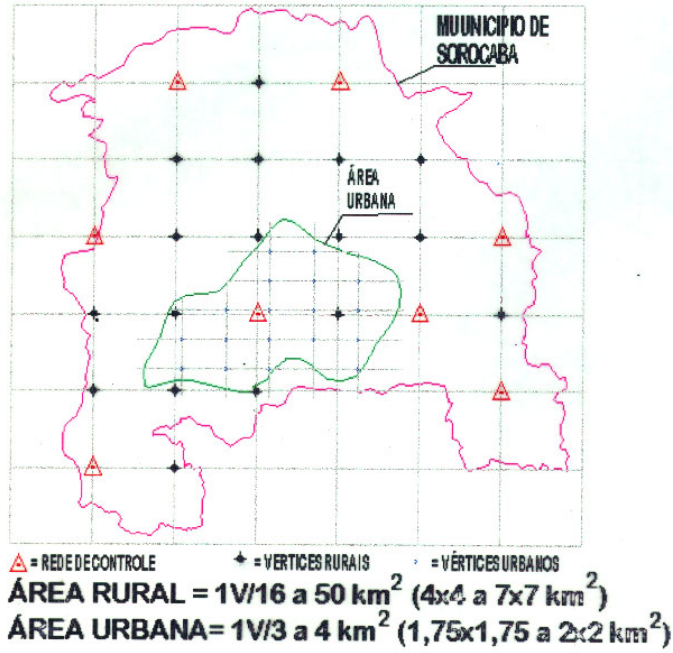 MUUNICIPIO DE
SOROCABA
ÁREA
URBANA
= REDE DE CONTROLE = VERTICES RURAIS = VÉRTICES URBANOS
ÁREA RURAL = 1V/16 a 50 km² (4x4 a 7x7 km²)
ÁREA URBANA= 1V/3 a 4 km² (1,75x1,75 a 2x2 km²)